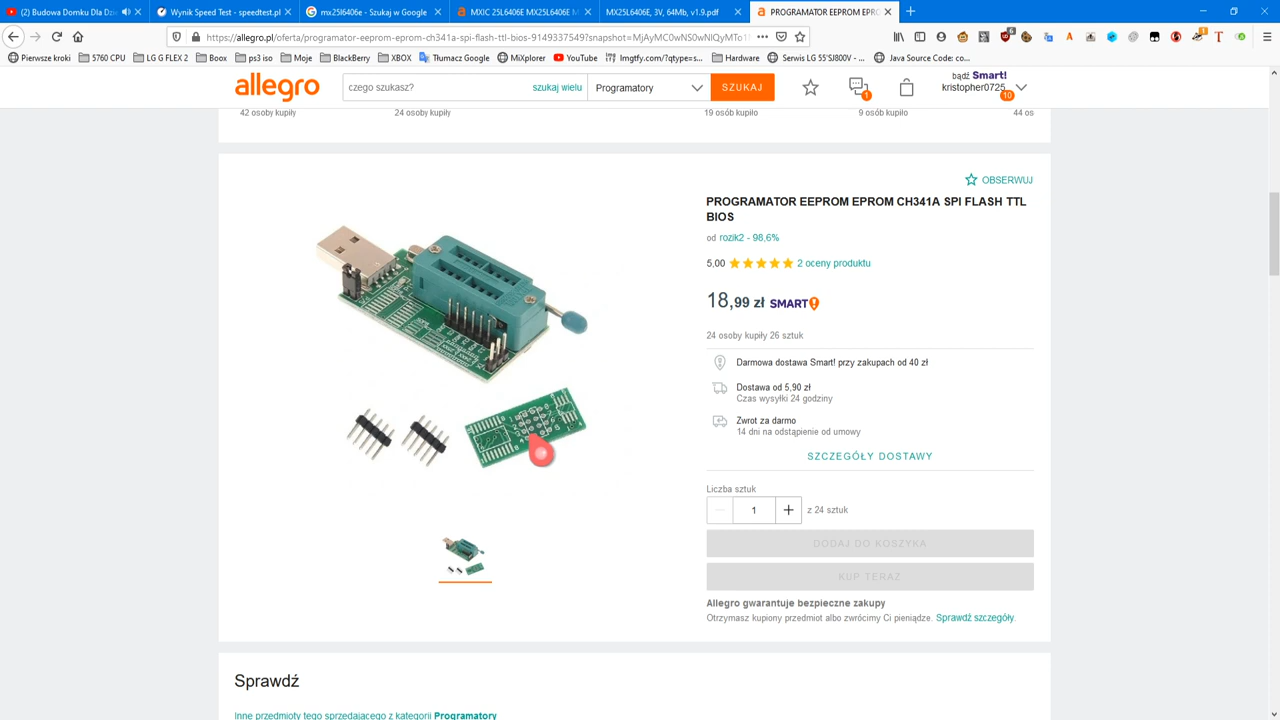 (2) Budowa Domku Dla Dzie
Wynik Speed Test - speedtest.pl
mx25l6406e - Szukaj w Google
MXIC 25L6406E MX25L6406E M
MX25L6406E, 3V, 64Mb, v1.9.pdf
PROGRAMATOR EEPROM EPRO
https://allegro.pl/oferta/programator-eeprom-eprom-ch341a-spi-flash-ttl-bios-9149337549?snapshot=MjAyMC0wNS0wNlQyMTo1
Pierwsze kroki
5760 CPU
LG G FLEX 2
Boox
ps3 iso
Moje
BlackBerry
XBOX
Tłumacz Google
MiXplorer
YouTube
Imgtfy.com/?qtype=s...
Hardware
Serwis LG 55'SJ800V - ...
Java Source Code: co...
allegro
czego szukasz?
szukaj wielu
Programatory
SZUKAJ
1
bądź Smart!
kristopher0725
10
42 osoby kupiły
24 osoby kupiły
19 osób kupiło
9 osób kupiło
44 os
OBSERWUJ
PROGRAMATOR EEPROM EPROM CH341A SPI FLASH TTL
BIOS
od rozik2 - 98,6%
5,00
2 oceny produktu
18,99 zł SMART!
24 osoby kupiły 26 sztuk
Darmowa dostawa Smart! przy zakupach od 40 zł
Dostawa od 5,90 zł
Czas wysyłki 24 godziny
Zwrot za darmo
14 dni na odstąpienie od umowy
SZCZEGÓŁY DOSTAWY
Liczba sztuk
1
z 24 sztuk
DODAJ DO KOSZYKA
KUP TERAZ
Allegro gwarantuje bezpieczne zakupy
Otrzymasz kupiony przedmiot albo zwrócimy Ci pieniądze. Sprawdź szczegóły.
Sprawdź
Inne przedmioty tego sprzedającego z kategorii Programatory